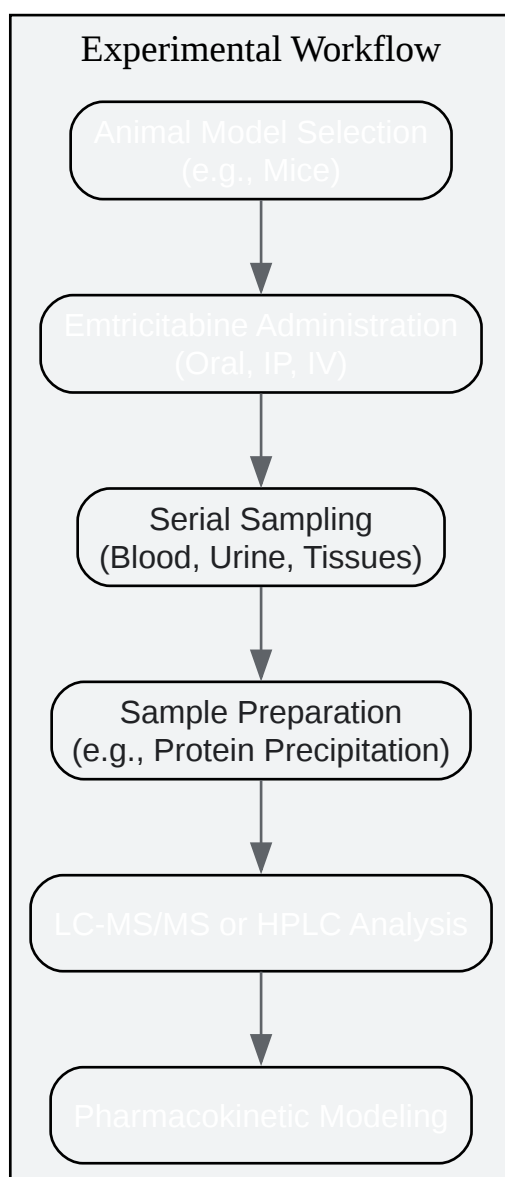 Experimental Workflow
Animal Model Selection
(e.g., Mice)
Emtricitabine Administration
(Oral, IP, IV)
Serial Sampling
(Blood, Urine, Tissues)
Sample Preparation
(e.g., Protein Precipitation)
LC-MS/MS or HPLC Analysis
Pharmacokinetic Modeling